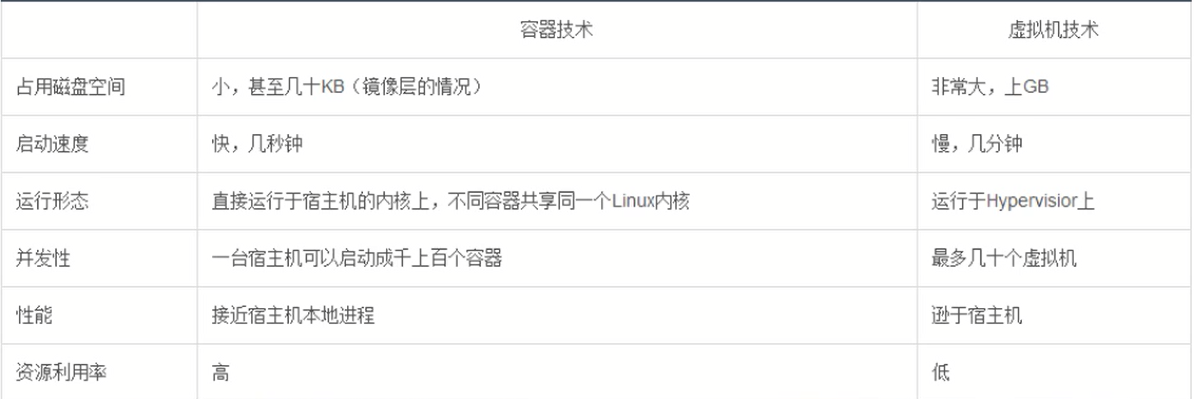 容器技术 虚拟机技术
占用磁盘空间 小，甚至几十KB（镜像层的情况） 非常大，上GB
启动速度 快，几秒钟 慢，几分钟
运行形态 直接运行于宿主机的内核上，不同容器共享同一个Linux内核 运行于Hypervisior上
并发性 一台宿主机可以启动成千上百个容器 最多几十个虚拟机
性能 接近宿主机本地进程 逊于宿主机
资源利用率 高 低